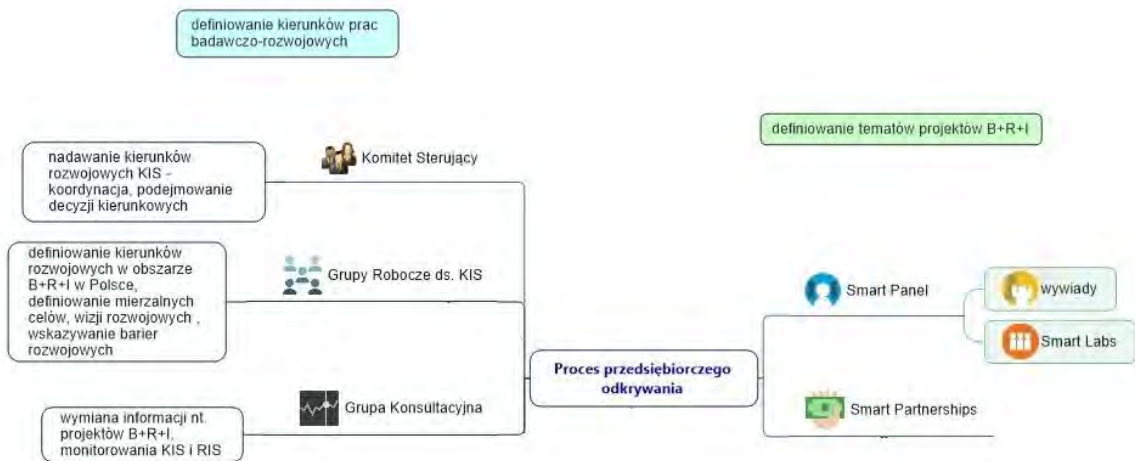 definiowanie kierunków prac
badawczo-rozwojowych
definiowanie tematów projektów B+R+I
Komitet Sterujący
nadawanie kierunków
rozwojowych KIS -
koordynacja, podejmowanie
decyzji kierunkowych
Grupy Robocze ds. KIS
definiowanie kierunków
rozwojowych w obszarze
B+R+I w Polsce,
definiowanie mierzalnych
celów, wizji rozwojowych ,
wskazywanie barier
rozwojowych
Grupa Konsultacyjna
wymiana informacji nt.
projektów B+R+I,
monitorowania KIS i RIS
Proces przedsiębiorczego
odkrywania
Smart Panel
wywiady
Smart Labs
Smart Partnerships